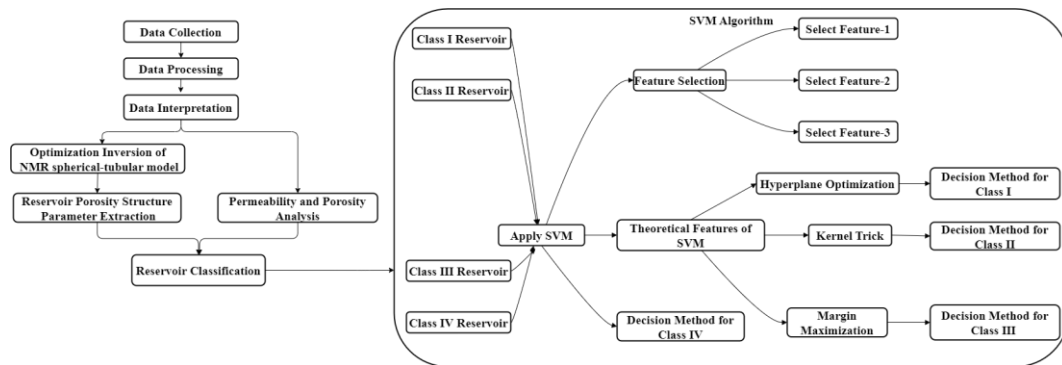 Data Collection
Data Processing
Data Interpretation
Optimization Inversion of
NMR spherical-tubular model
Reservoir Porosity Structure
Parameter Extraction
Permeability and Porosity
Analysis
Reservoir Classification
SVM Algorithm
Class I Reservoir
Class II Reservoir
Class III Reservoir
Class IV Reservoir
Apply SVM
Feature Selection
Select Feature-1
Select Feature-2
Select Feature-3
Theoretical Features of
SVM
Hyperplane Optimization
Decision Method for
Class I
Kernel Trick
Decision Method for
Class II
Margin
Maximization
Decision Method for
Class III
Decision Method for
Class IV